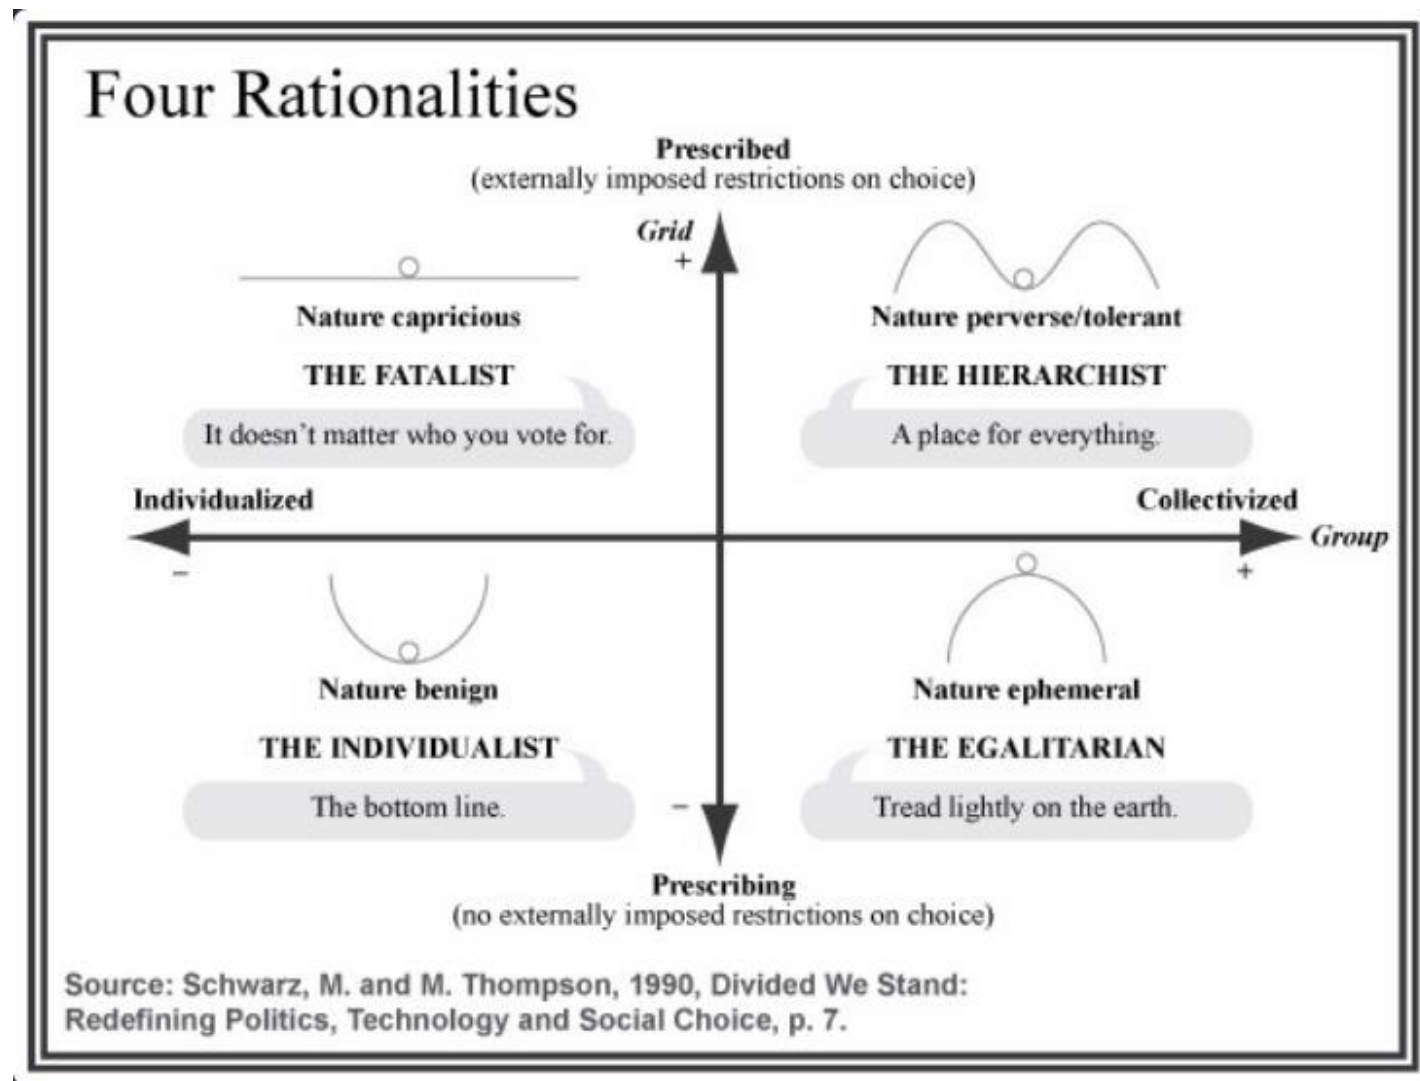 Four Rationalities
Prescribed
(externally imposed restrictions on choice)
Grid
+
Nature capricious
THE FATALIST
It doesn't matter who you vote for.
Nature perverse/tolerant
THE HIERARCHIST
A place for everything.
Individualized
−
Collectivized
Group
+
Nature benign
THE INDIVIDUALIST
The bottom line.
Nature ephemeral
THE EGALITARIAN
Tread lightly on the earth.
−
Prescribing
(no externally imposed restrictions on choice)
Source: Schwarz, M. and M. Thompson, 1990, Divided We Stand:
Redefining Politics, Technology and Social Choice, p. 7.